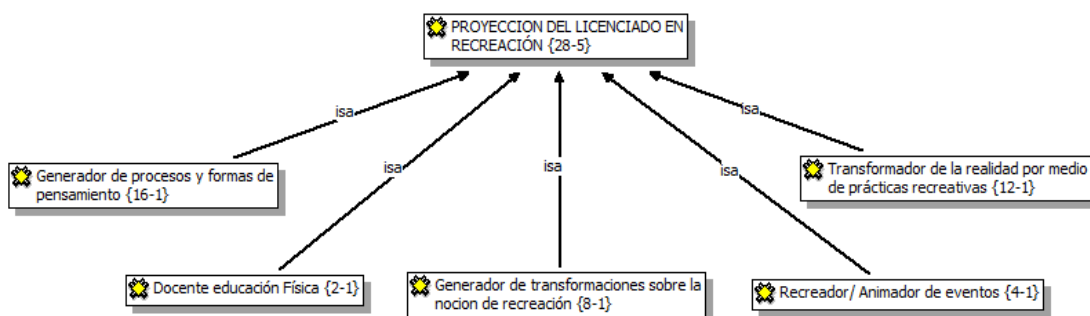 PROYECCION DEL LICENCIADO EN
RECREACIÓN {28-5}
isa
isa
isa
isa
isa
Generador de procesos y formas de
pensamiento {16-1}
Transformador de la realidad por medio
de prácticas recreativas {12-1}
Docente educación Física {2-1}
Generador de transformaciones sobre la
nocion de recreación {8-1}
Recreador/ Animador de eventos {4-1}